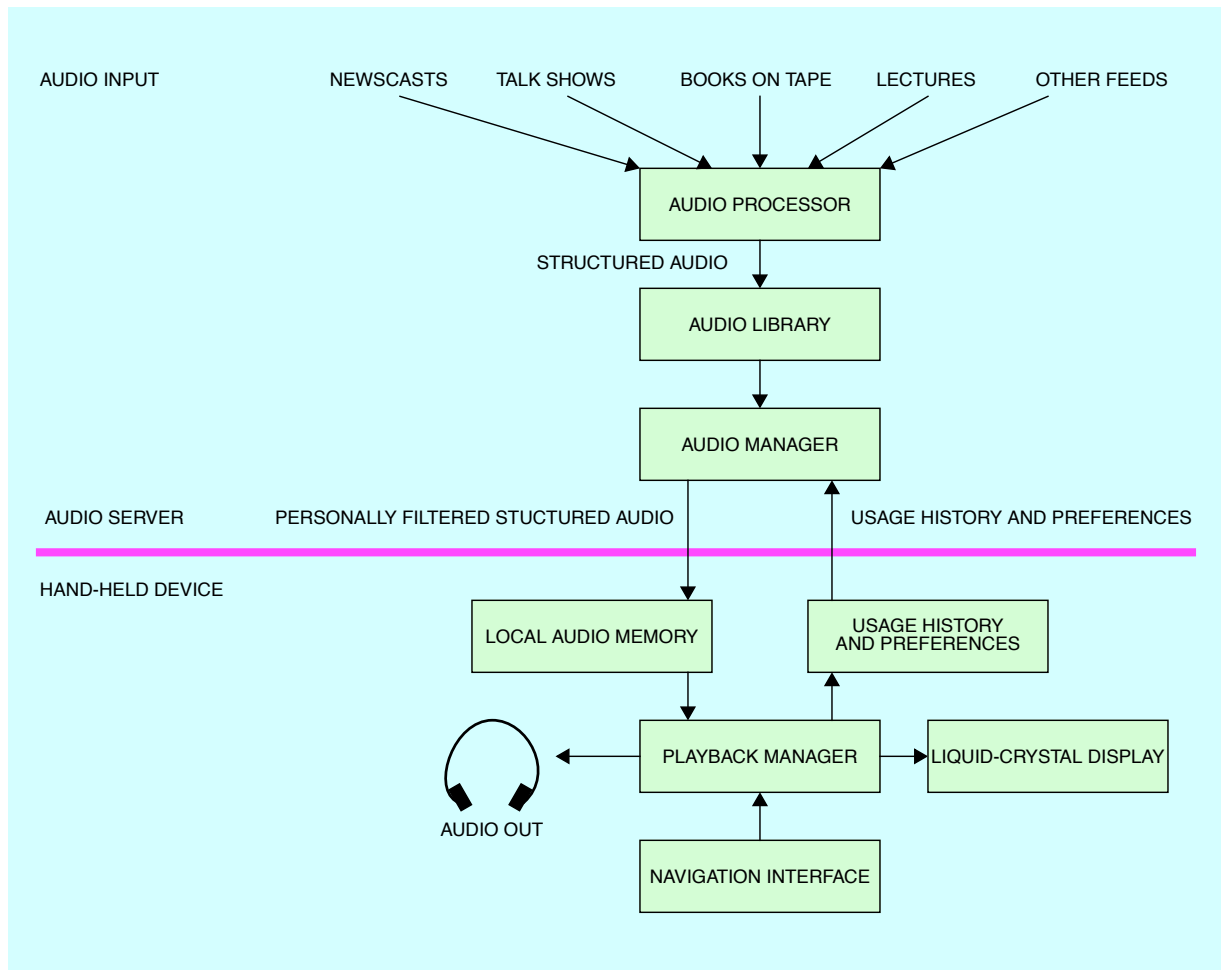 AUDIO INPUT
NEWSCASTS
TALK SHOWS
BOOKS ON TAPE
LECTURES
OTHER FEEDS
AUDIO PROCESSOR
STRUCTURED AUDIO
AUDIO LIBRARY
AUDIO MANAGER
AUDIO SERVER
PERSONALLY FILTERED STUCTURED AUDIO
USAGE HISTORY AND PREFERENCES
HAND-HELD DEVICE
LOCAL AUDIO MEMORY
USAGE HISTORY
AND PREFERENCES
PLAYBACK MANAGER
LIQUID-CRYSTAL DISPLAY
AUDIO OUT
NAVIGATION INTERFACE